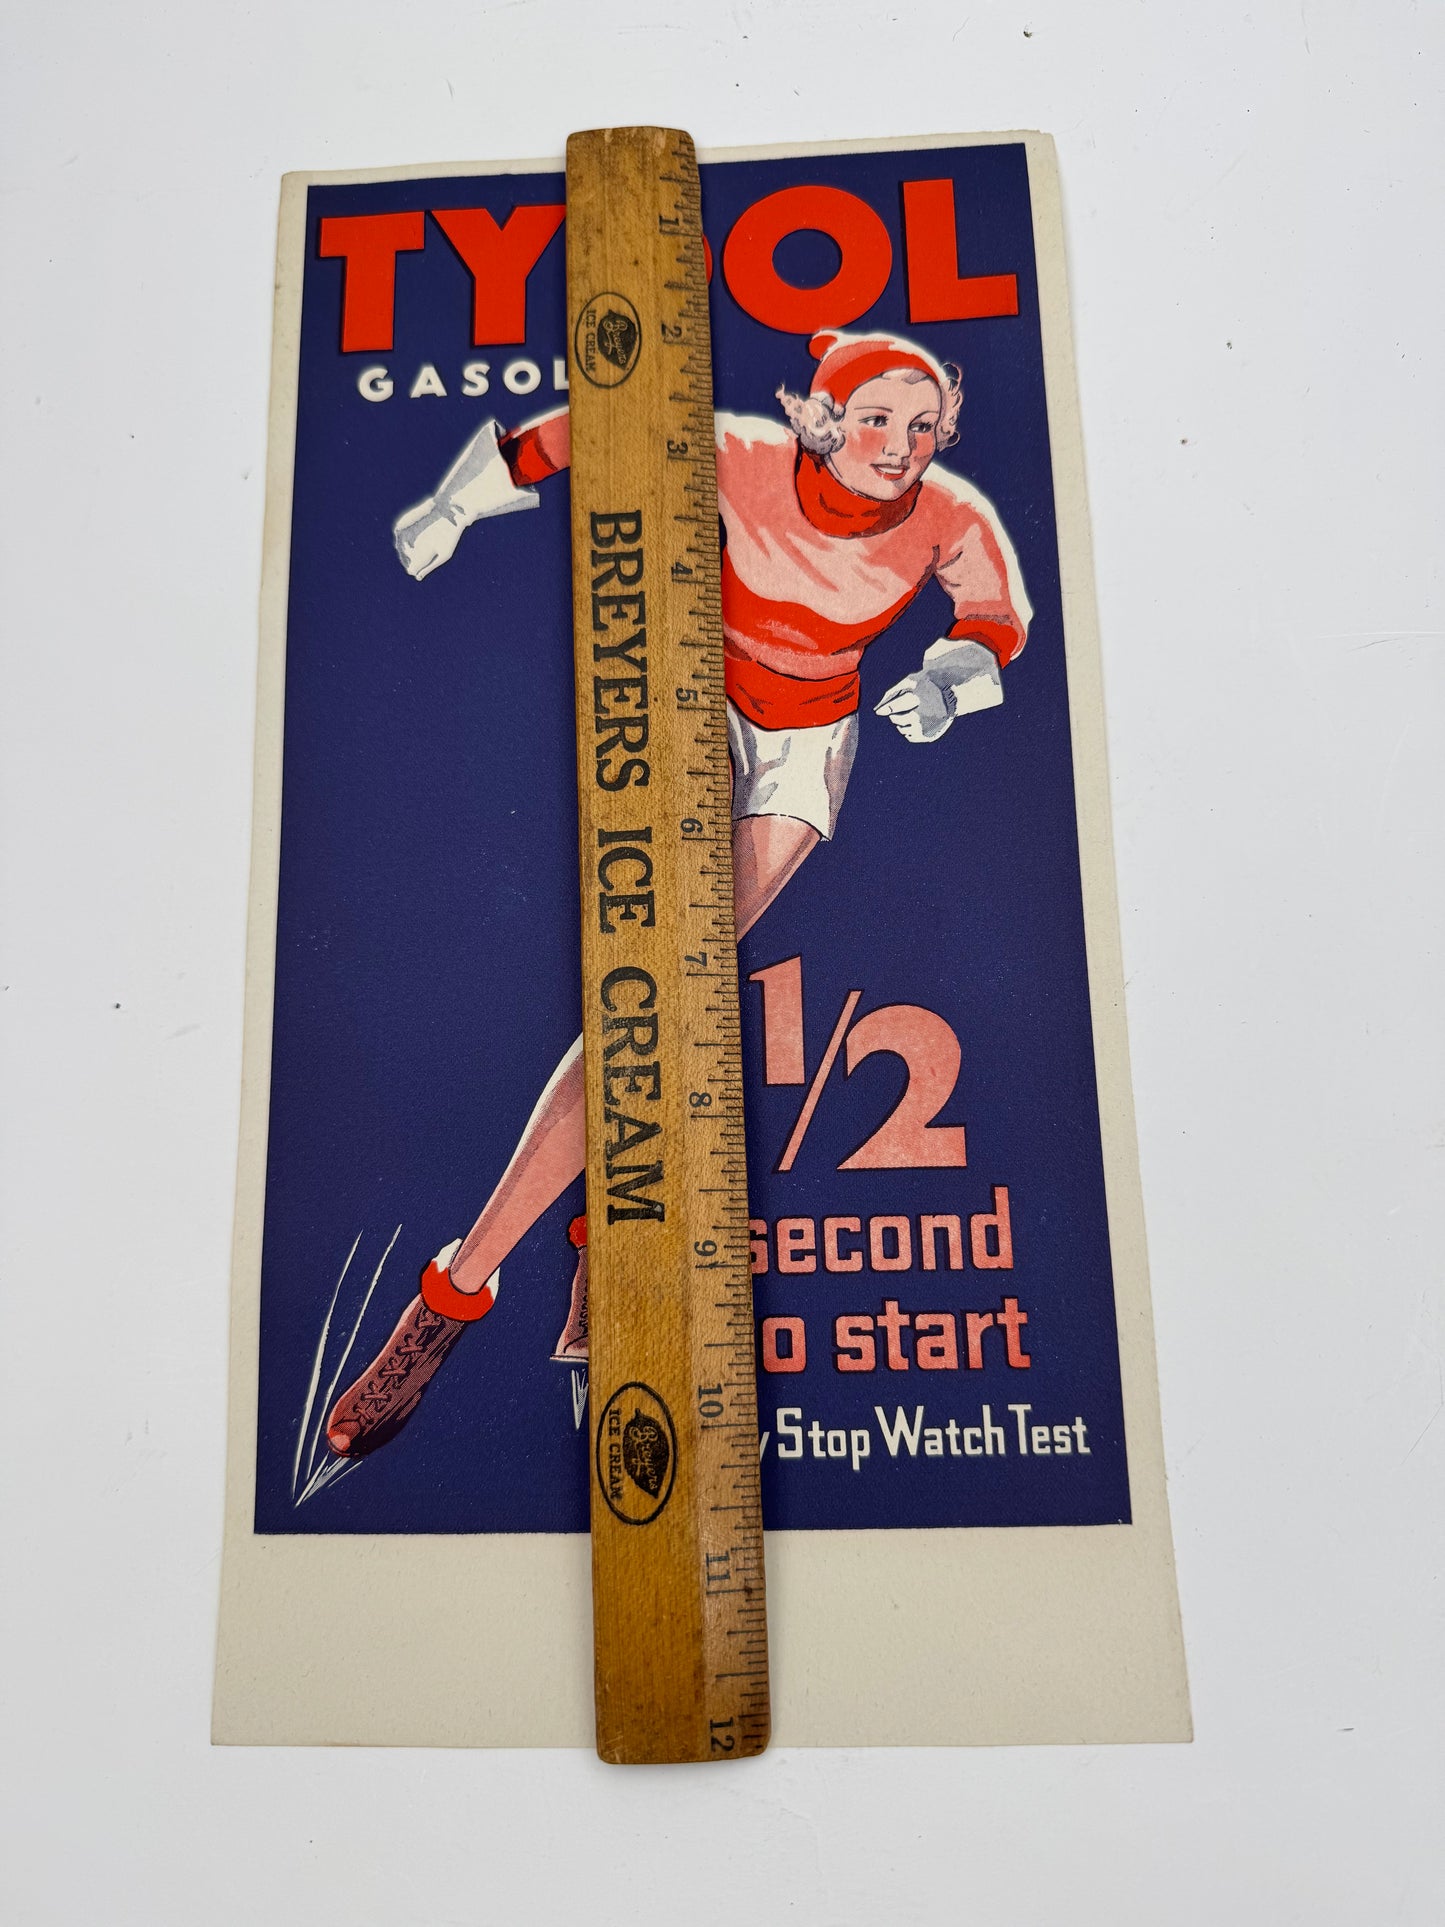 TY OL
GASOL
1/2
second
o start
Stop Watch Test
Breyers
ICE CREAM
BREYERS ICE CREAM
Breyers
ICE CREAM
1
2
3
4
5
6
7
8
9
10
11
12